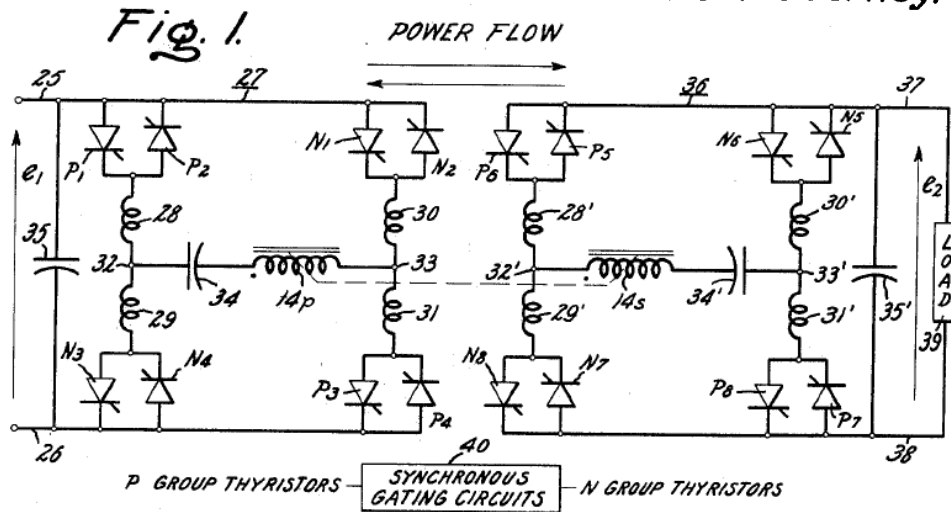 Fig. 1.
POWER FLOW
25
27
36
37
P1
P2
N1
N2
P6
P5
N6
N5
e1
28
30
28'
30'
e2
35
32
33
32'
33'
34
14p
14s
34'
35'
LOAD
39
29
31
29'
31'
N3
N4
P3
P4
N8
N7
P8
P7
26
38
40
P GROUP THYRISTORS
SYNCHRONOUS
GATING CIRCUITS
N GROUP THYRISTORS